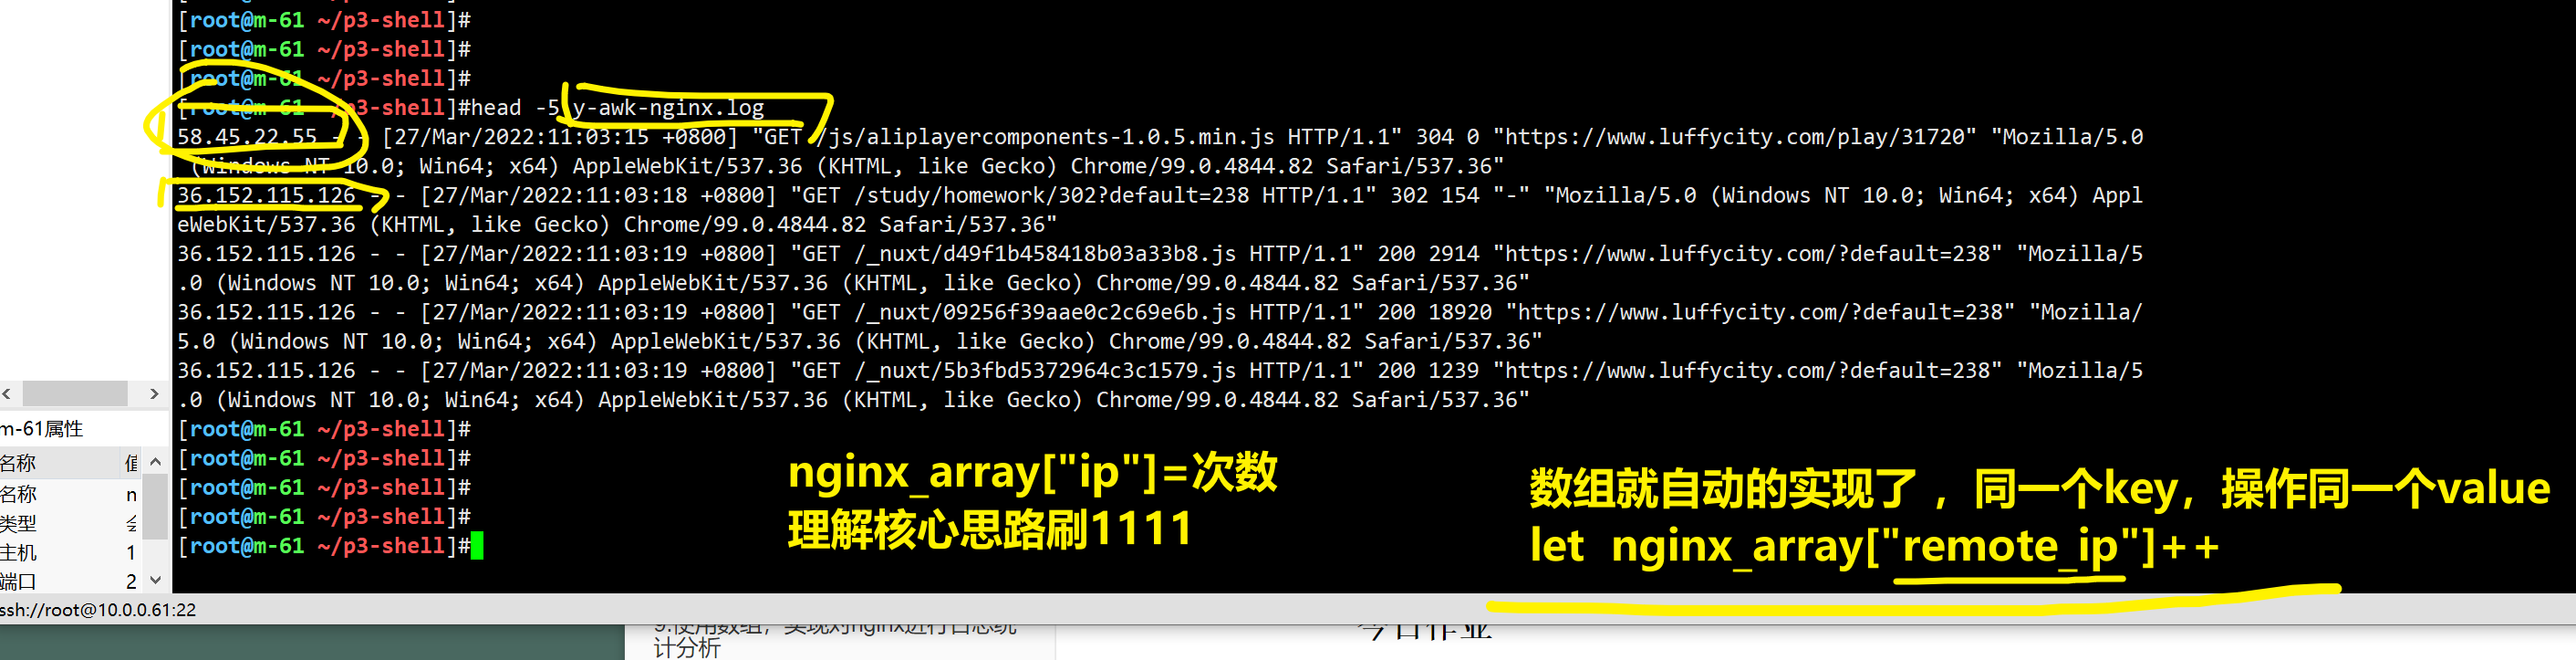 [root@m-61 ~/p3-shell]#
[root@m-61 ~/p3-shell]#
[root@m-61 ~/p3-shell]#
[root@m-61 ~/p3-shell]#head -5 y-awk-nginx.log
58.45.22.55 - - [27/Mar/2022:11:03:15 +0800] "GET /js/aliplayercomponents-1.0.5.min.js HTTP/1.1" 304 0 "https://www.luffycity.com/play/31720" "Mozilla/5.0
(Windows NT 10.0; Win64; x64) AppleWebKit/537.36 (KHTML, like Gecko) Chrome/99.0.4844.82 Safari/537.36"
36.152.115.126 - - [27/Mar/2022:11:03:18 +0800] "GET /study/homework/302?default=238 HTTP/1.1" 302 154 "-" "Mozilla/5.0 (Windows NT 10.0; Win64; x64) Appl
eWebKit/537.36 (KHTML, like Gecko) Chrome/99.0.4844.82 Safari/537.36"
36.152.115.126 - - [27/Mar/2022:11:03:19 +0800] "GET /_nuxt/d49f1b458418b03a33b8.js HTTP/1.1" 200 2914 "https://www.luffycity.com/?default=238" "Mozilla/5
.0 (Windows NT 10.0; Win64; x64) AppleWebKit/537.36 (KHTML, like Gecko) Chrome/99.0.4844.82 Safari/537.36"
36.152.115.126 - - [27/Mar/2022:11:03:19 +0800] "GET /_nuxt/09256f39aae0c2c69e6b.js HTTP/1.1" 200 18920 "https://www.luffycity.com/?default=238" "Mozilla/
5.0 (Windows NT 10.0; Win64; x64) AppleWebKit/537.36 (KHTML, like Gecko) Chrome/99.0.4844.82 Safari/537.36"
36.152.115.126 - - [27/Mar/2022:11:03:19 +0800] "GET /_nuxt/5b3fbd5372964c3c1579.js HTTP/1.1" 200 1239 "https://www.luffycity.com/?default=238" "Mozilla/5
.0 (Windows NT 10.0; Win64; x64) AppleWebKit/537.36 (KHTML, like Gecko) Chrome/99.0.4844.82 Safari/537.36"
[root@m-61 ~/p3-shell]#
[root@m-61 ~/p3-shell]#
[root@m-61 ~/p3-shell]#
[root@m-61 ~/p3-shell]#
[root@m-61 ~/p3-shell]#
nginx_array["ip"]=次数
理解核心思路刷1111
数组就自动的实现了 ，同一个key，操作同一个value
let nginx_array["remote_ip"]++
m-61属性
名称 值
名称 n
类型
主机 1
端口 2
ssh://root@10.0.0.61:22
9.使用数组，实现对nginx进行日志统
计分析
今日作业